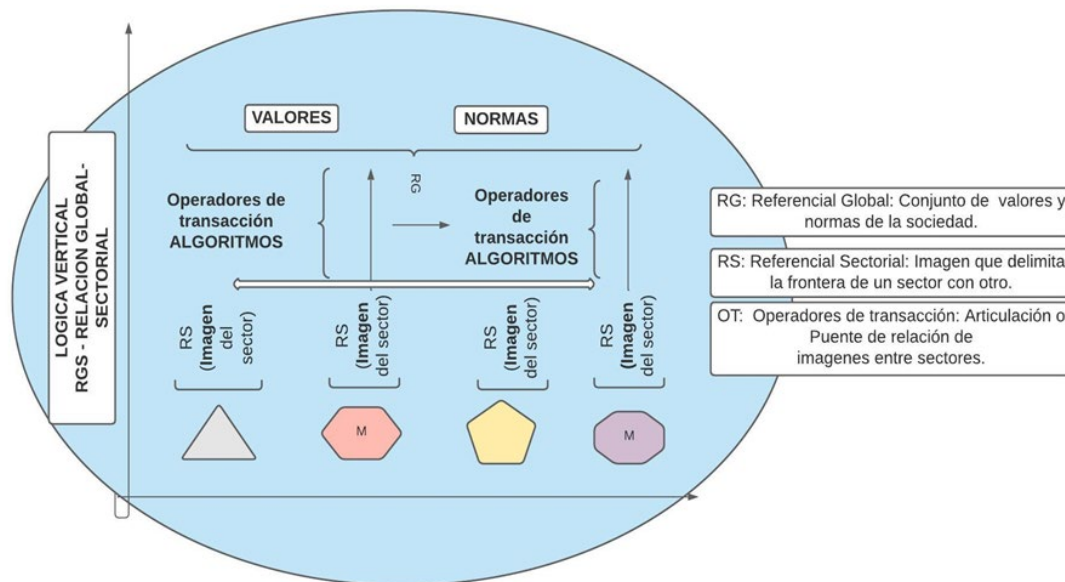 VALORES
NORMAS
LOGICA VERTICAL
RGS - RELACION GLOBAL-
SECTORIAL
RG
Operadores de
transacción
ALGORITMOS
Operadores
de
transacción
ALGORITMOS
RS
(Imagen
del
sector)
RS
(Imagen
del sector)
RS
(Imagen
del sector)
RS
(Imagen
del sector)
M
M
RG: Referencial Global: Conjunto de valores y
normas de la sociedad.
RS: Referencial Sectorial: Imagen que delimita
la frontera de un sector con otro.
OT: Operadores de transacción: Articulación o
Puente de relación de
imagenes entre sectores.